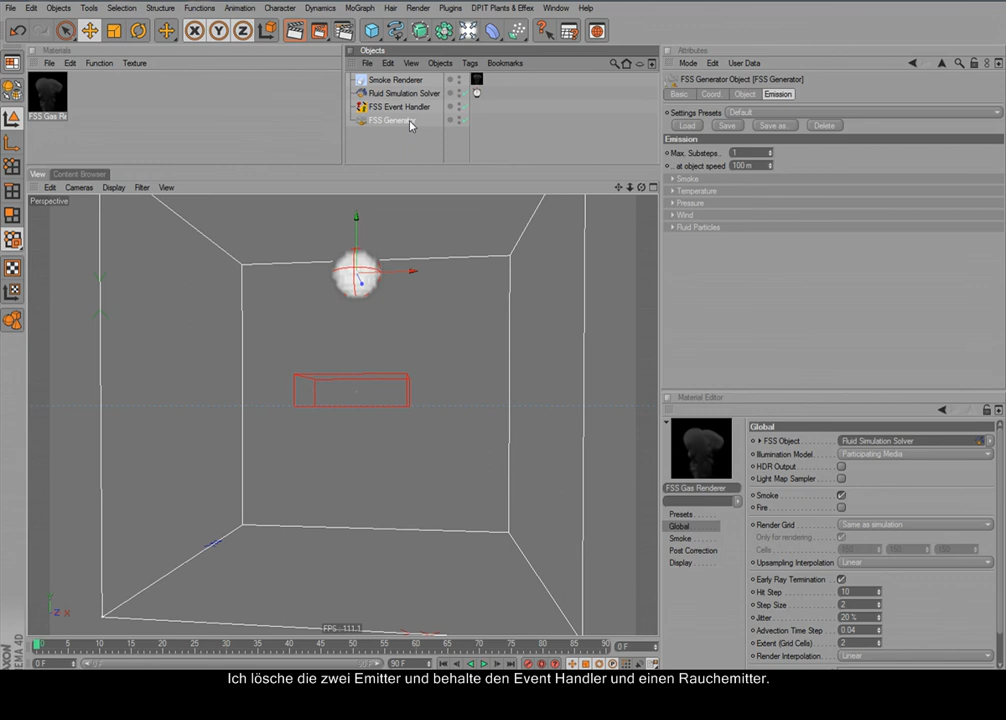 File Edit Objects Tools Selection Structure Functions Animation Character Dynamics MoGraph Hair Render Plugins DPIT Plants & Effex Window Help
X Y Z
Materials
File Edit Function Texture
FSS Gas Re
Objects
File Edit View Objects Tags Bookmarks
Smoke Renderer
Fluid Simulation Solver
FSS Event Handler
FSS Generator
View Content Browser
Edit Cameras Display Filter View
Perspective
Y
Z X
FPS : 111.1
0 5 10 15 20 25 30 35 40 45 50 55 60 65 70 75 80 85 90
0 F
0 F 0 F 90 F 90 F
Attributes
Mode Edit User Data
FSS Generator Object [FSS Generator]
Basic Coord Object Emission
Settings Presets Default
Load Save Save as... Delete
Emission
Max. Substeps.. 1
.. at object speed 100 m
Smoke
Temperature
Pressure
Wind
Fluid Particles
Material Editor
FSS Gas Renderer
Presets
Global
Smoke
Post Correction
Display
Global
FSS Object Fluid Simulation Solver
Illumination Model Participating Media
HDR Output
Light Map Sampler
Smoke
Fire
Render Grid Same as simulation
Only for rendering
Cells 150 150 150
Upsampling Interpolation Linear
Early Ray Termination
Hit Step 10
Step Size 2
Jitter 20 %
Advection Time Step 0.04
Extent (Grid Cells) 2
Render Interpolation Linear
Ich lösche die zwei Emitter und behalte den Event Handler und einen Rauchemitter.